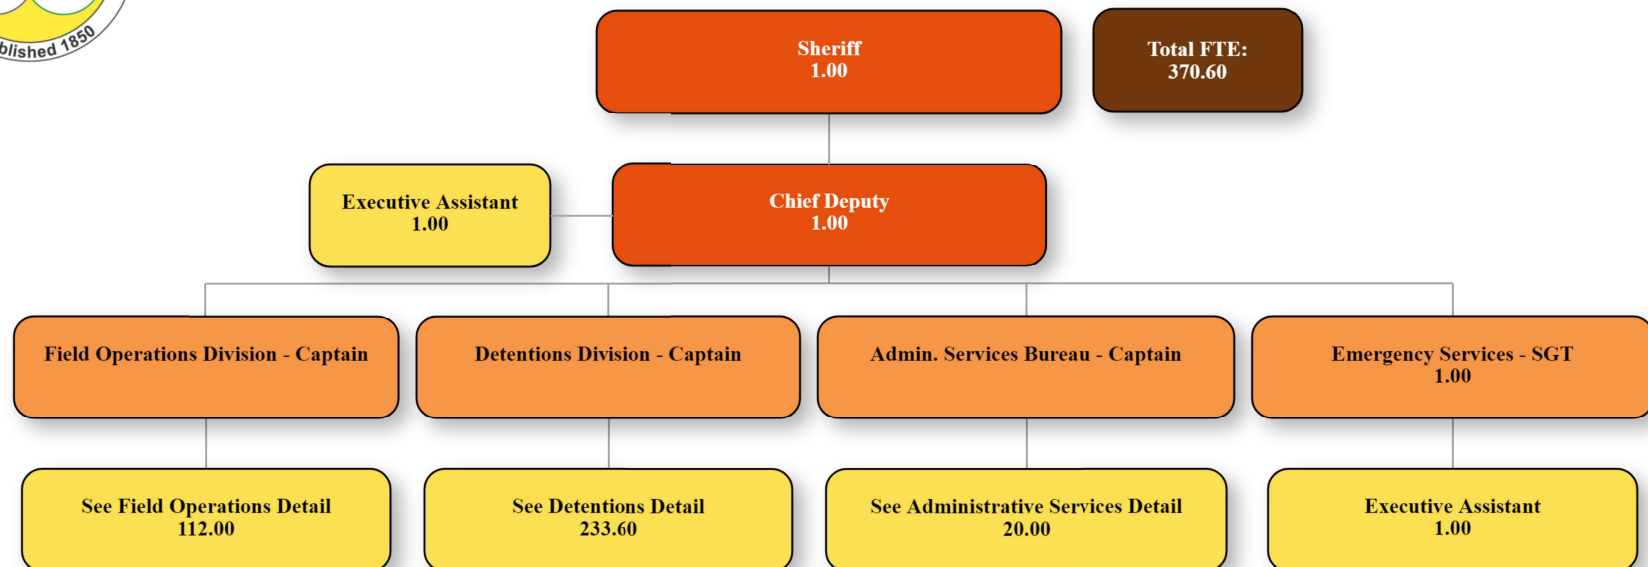 blished 1850
Sheriff
1.00
Total FTE:
370.60
Executive Assistant
1.00
Chief Deputy
1.00
Field Operations Division - Captain
Detentions Division - Captain
Admin. Services Bureau - Captain
Emergency Services - SGT
1.00
See Field Operations Detail
112.00
See Detentions Detail
233.60
See Administrative Services Detail
20.00
Executive Assistant
1.00